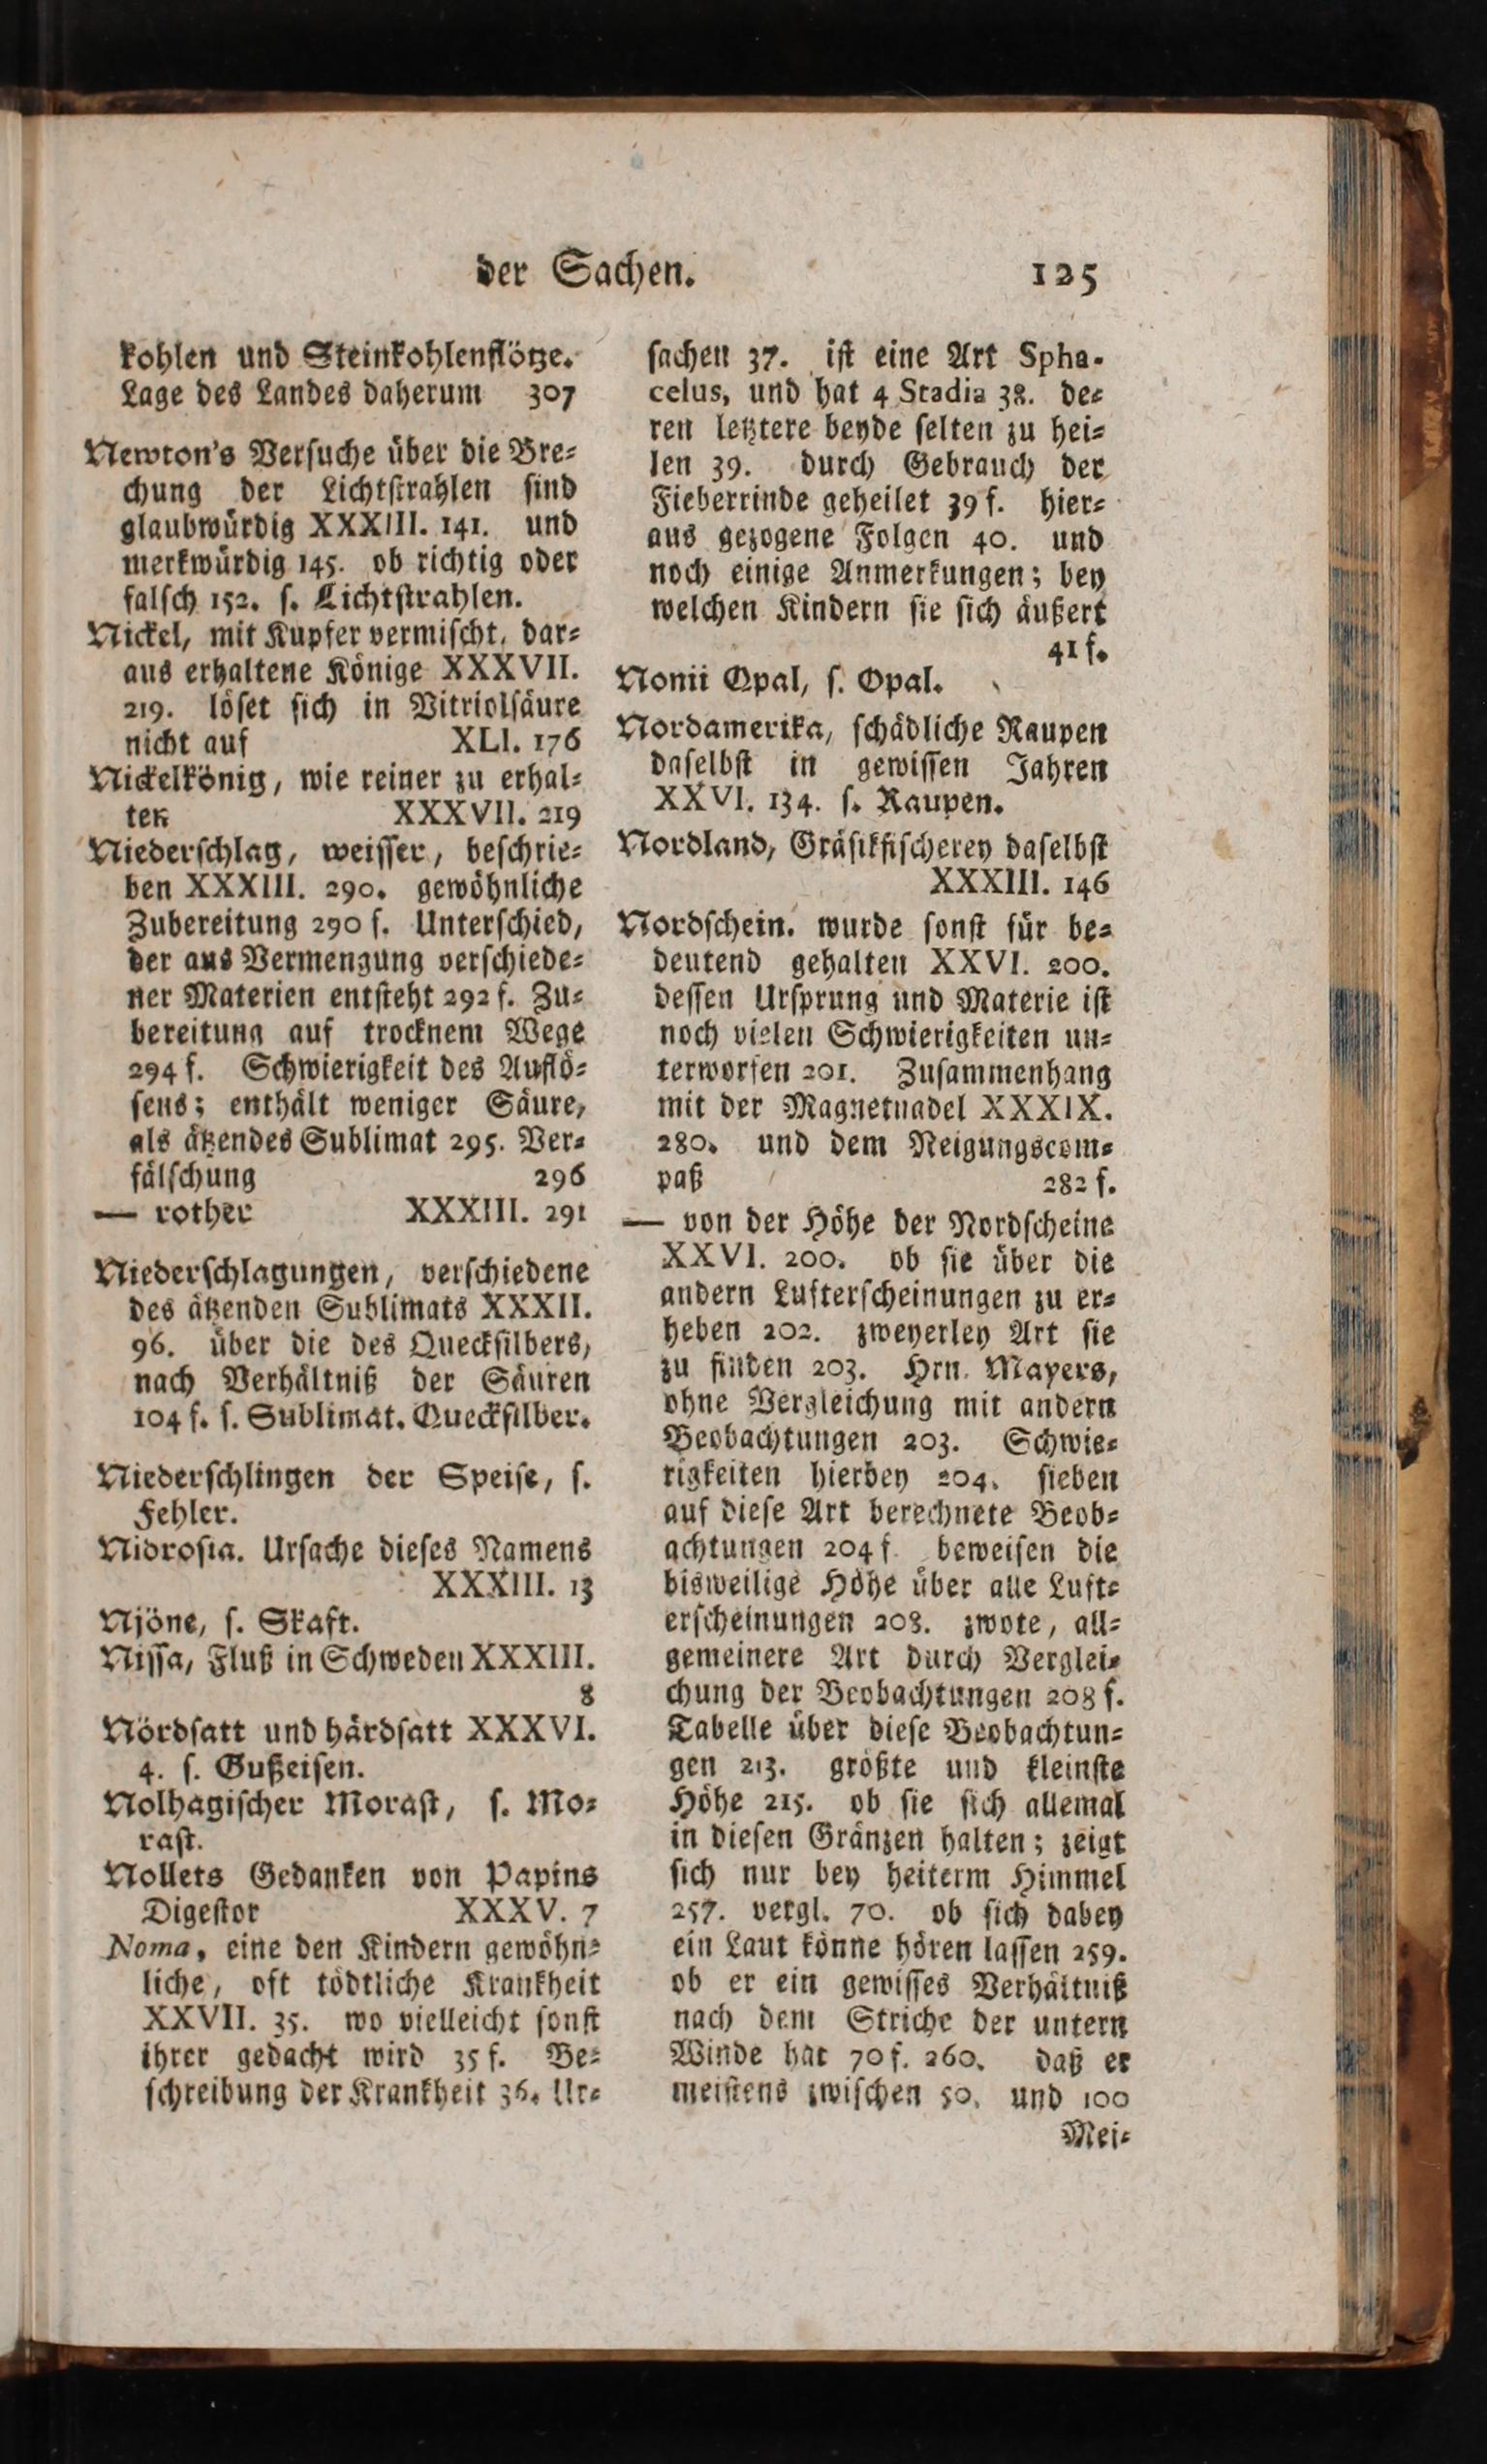 der Sachen. 125
kohlen und Steinkohlenflötze.
Lage des Landes daherum 307
Newton's Verſuche über die Bre⸗
chung der Lichtſtrahlen ſind
glaubwürdig XXXIII. 141. und
merkwürdig 145. ob richtig oder
falſch 152. ſ. Lichtſtrahlen.
Nickel, mit Kupfer vermiſcht, dar⸗
aus erhaltene Könige XXXVII.
219. löſet ſich in Vitriolſäure
nicht auf XLI. 176
Nickelkönig, wie reiner zu erhal⸗
ten XXXVII. 219
Niederſchlag, weiſſer, beſchrie⸗
ben XXXIII. 290. gewöhnliche
Zubereitung 290 f. Unterſchied,
der aus Vermengung verſchiede⸗
ner Materien entſteht 292 f. Zu⸗
bereitung auf trocknem Wege
294 f. Schwierigkeit des Auflö⸗
ſens; enthält weniger Säure,
als ätzendes Sublimat 295. Ver⸗
fälſchung 296
— rother XXXIII. 291
Niederſchlagungen, verſchiedene
des ätzenden Sublimats XXXII.
96. über die des Queckſilbers,
nach Verhältniß der Säuren
104 f. ſ. Sublimat. Queckſilber.
Niederſchlingen der Speiſe, ſ.
Fehler.
Nidroſia. Urſache dieſes Namens
XXXIII. 13
Njöne, ſ. Skaft.
Niſſa, Fluß in Schweden XXXIII.
8
Nördſatt und härdſatt XXXVI.
4. ſ. Gußeiſen.
Nolhagiſcher Moraſt, ſ. Mo⸗
raſt.
Nollets Gedanken von Papins
Digeſtor XXXV. 7
Noma, eine den Kindern gewöhn⸗
liche, oft tödtliche Krankheit
XXVII. 35. wo vielleicht ſonſt
ihrer gedacht wird 35 f. Be⸗
ſchreibung der Krankheit 36. Ur⸗
ſachen 37. iſt eine Art Spha-
celus, und hat 4 Stadia 38. de⸗
ren letztere beyde ſelten zu hei⸗
len 39. durch Gebrauch der
Fieberrinde geheilet 39 f. hier⸗
aus gezogene Folgen 40. und
noch einige Anmerkungen; bey
welchen Kindern ſie ſich äußert
41 f.
Nonii Opal, ſ. Opal.
Nordamerika, ſchädliche Raupen
daſelbſt in gewiſſen Jahren
XXVI. 134. ſ. Raupen.
Nordland, Gräſikfiſcherey daſelbſt
XXXIII. 146
Nordſchein. wurde ſonſt für be⸗
deutend gehalten XXVI. 200.
deſſen Urſprung und Materie iſt
noch vielen Schwierigkeiten un⸗
terworfen 201. Zuſammenhang
mit der Magnetnadel XXXIX.
280. und dem Neigungscom⸗
paß 282 f.
— von der Höhe der Nordſcheine
XXVI. 200. ob ſie über die
andern Lufterſcheinungen zu er⸗
heben 202. zweyerley Art ſie
zu finden 203. Hrn. Mayers,
ohne Vergleichung mit andern
Beobachtungen 203. Schwie⸗
rigkeiten hierbey 204. ſieben
auf dieſe Art berechnete Beob⸗
achtungen 204 f. beweiſen die
bisweilige Höhe über alle Luft⸗
erſcheinungen 208. zwote, all⸗
gemeinere Art durch Verglei⸗
chung der Beobachtungen 208 f.
Tabelle über dieſe Beobachtun⸗
gen 213. größte und kleinſte
Höhe 215. ob ſie ſich allemal
in dieſen Gränzen halten; zeigt
ſich nur bey heiterm Himmel
257. vergl. 70. ob ſich dabey
ein Laut könne hören laſſen 259.
ob er ein gewiſſes Verhältniß
nach dem Striche der untern
Winde hat 70 f. 260. daß er
meiſtens zwiſchen 50. und 100
Mei⸗